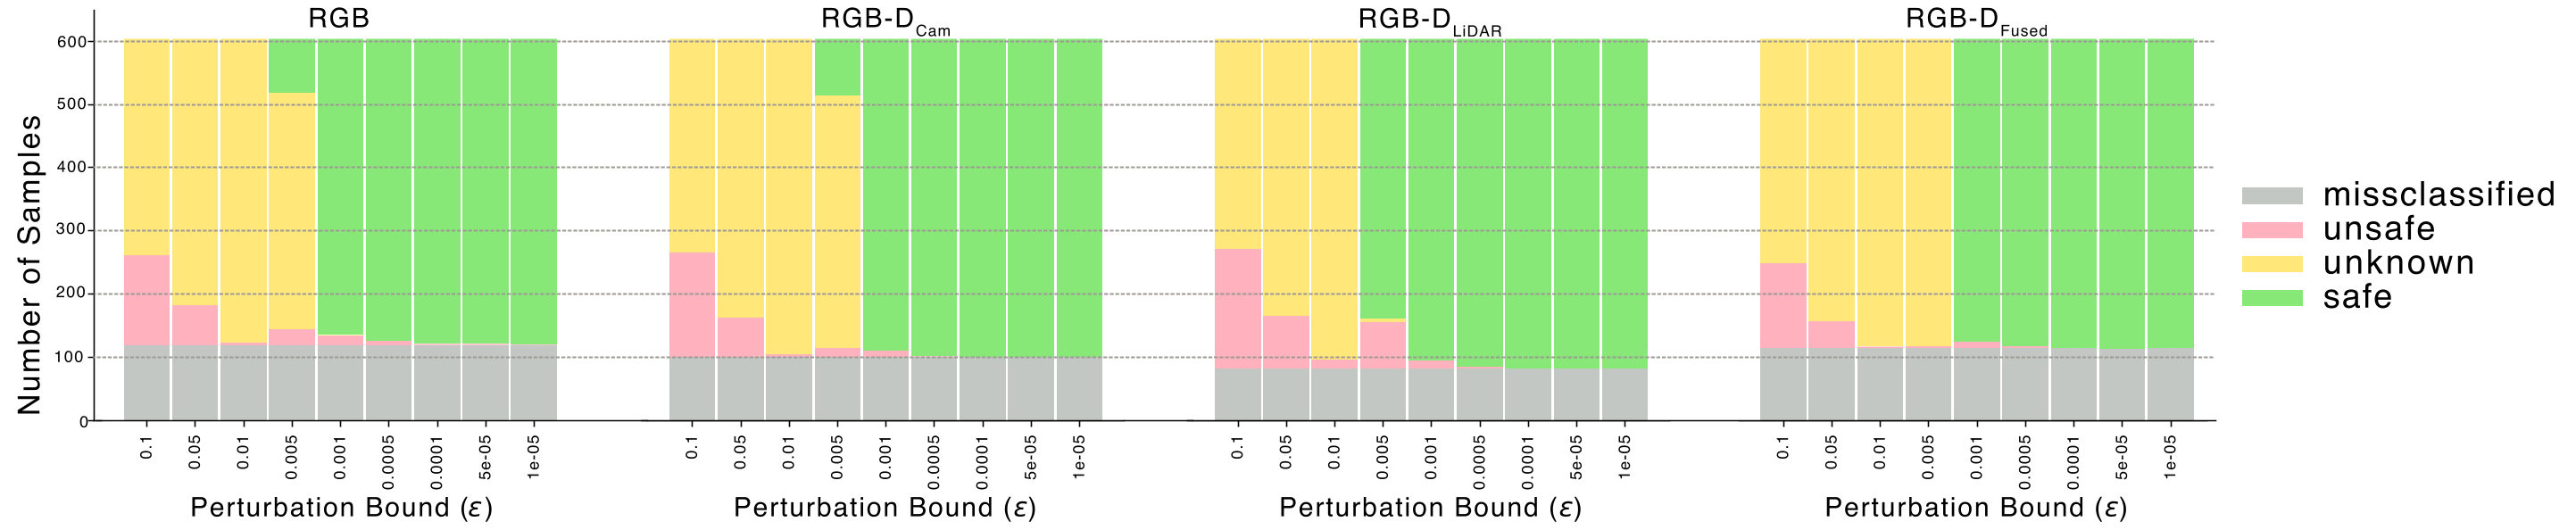 RGB
RGB-DCam
RGB-DLiDAR
RGB-DFused
Number of Samples
600
500
400
300
200
100
0
0.1 0.05 0.01 0.005 0.001 0.0005 0.0001 5e-05 1e-05
0.1 0.05 0.01 0.005 0.001 0.0005 0.0001 5e-05 1e-05
0.1 0.05 0.01 0.005 0.001 0.0005 0.0001 5e-05 1e-05
0.1 0.05 0.01 0.005 0.001 0.0005 0.0001 5e-05 1e-05
Perturbation Bound (ε)
Perturbation Bound (ε)
Perturbation Bound (ε)
Perturbation Bound (ε)
missclassified
unsafe
unknown
safe